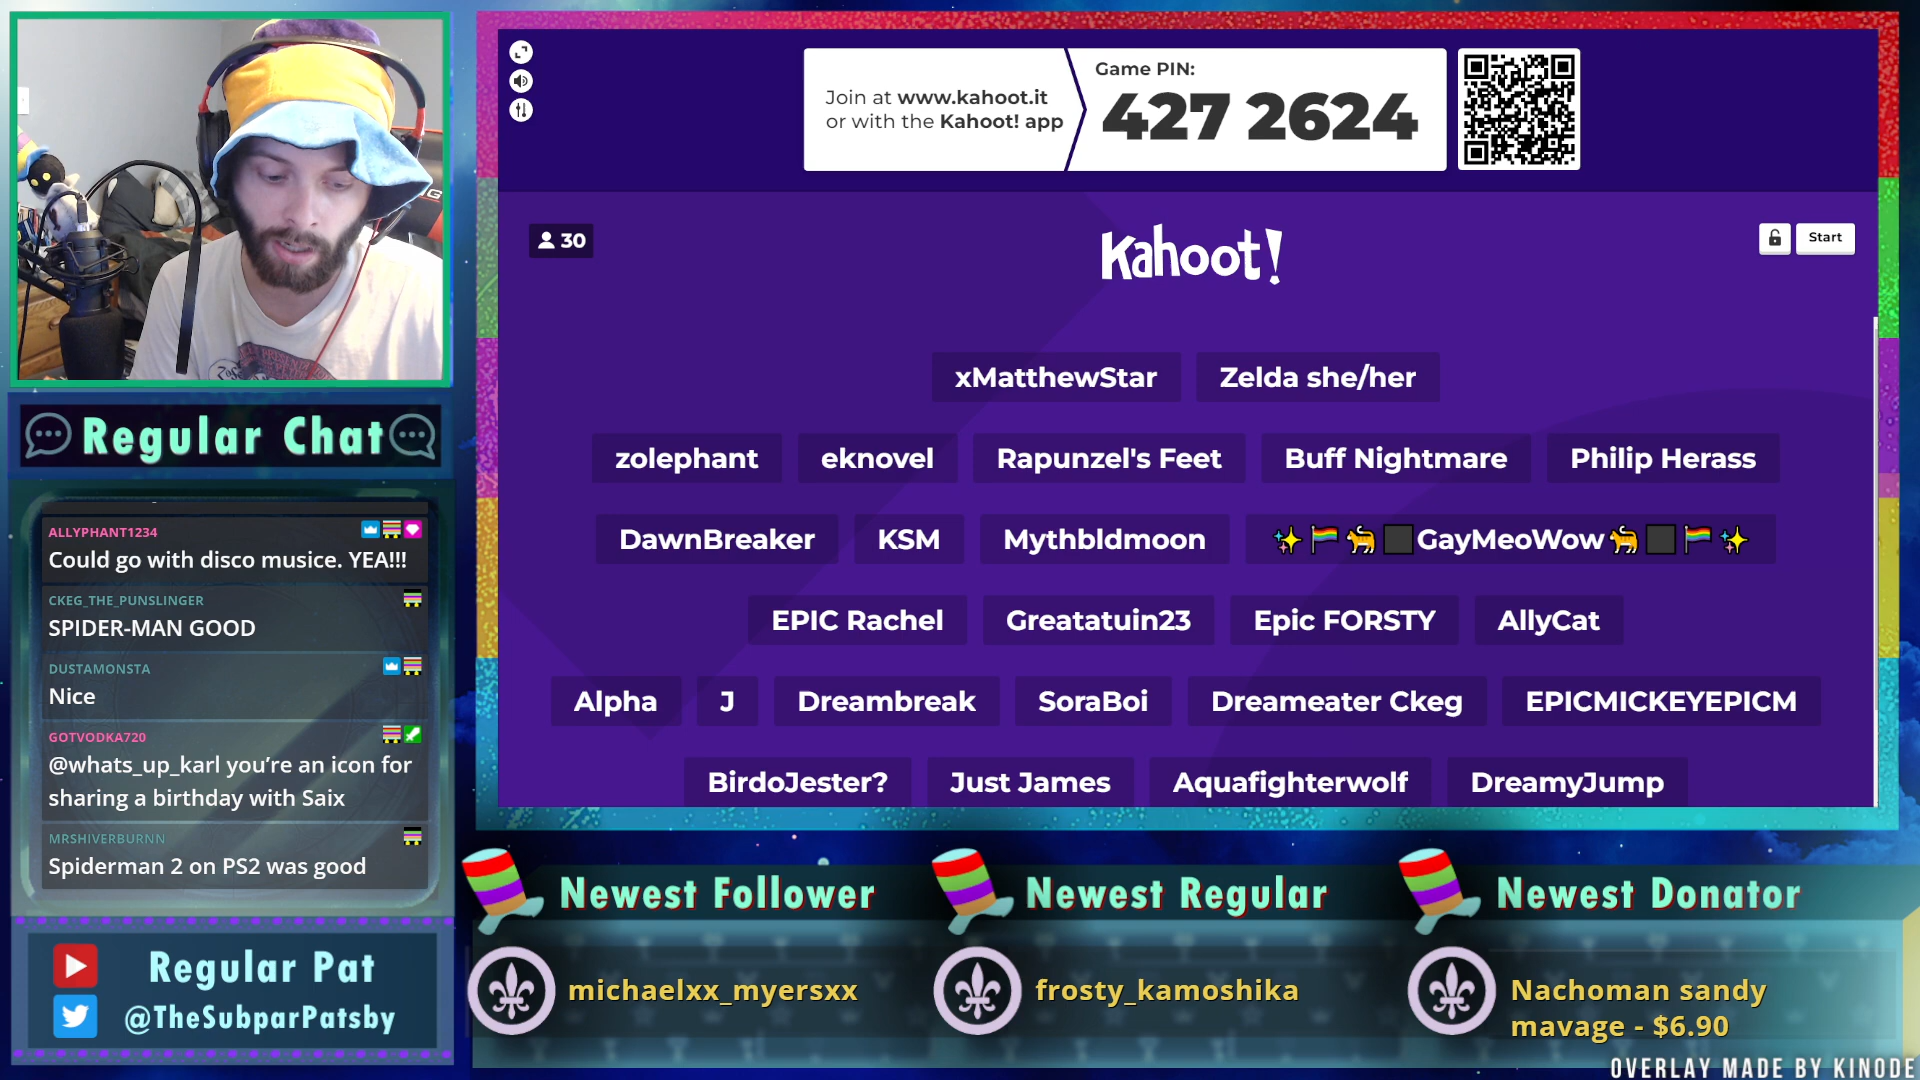 Join at www.kahoot.it
or with the Kahoot! app
Game PIN:
427 2624
30
Kahoot!
Start
xMatthewStar
Zelda she/her
zolephant
eknovel
Rapunzel's Feet
Buff Nightmare
Philip Herass
DawnBreaker
KSM
Mythbldmoon
✨🏳️‍🌈🐈⬛GayMeoWow🐈⬛🏳️‍🌈✨
EPIC Rachel
Greatatuin23
Epic FORSTY
AllyCat
Alpha
J
Dreambreak
SoraBoi
Dreameater Ckeg
EPICMICKEYEPICM
BirdoJester?
Just James
Aquafighterwolf
DreamyJump
Regular Chat
ALLYPHANT1234
Could go with disco musice. YEA!!!
CKEG_THE_PUNSLINGER
SPIDER-MAN GOOD
DUSTAMONSTA
Nice
GOTVODKA720
@whats_up_karl you're an icon for
sharing a birthday with Saix
MRSHIVERBURNN
Spiderman 2 on PS2 was good
Regular Pat
@TheSubparPatsby
Newest Follower
michaelxx_myersxx
Newest Regular
frosty_kamoshika
Newest Donator
Nachoman sandy
mavage - $6.90
OVERLAY MADE BY KINODE